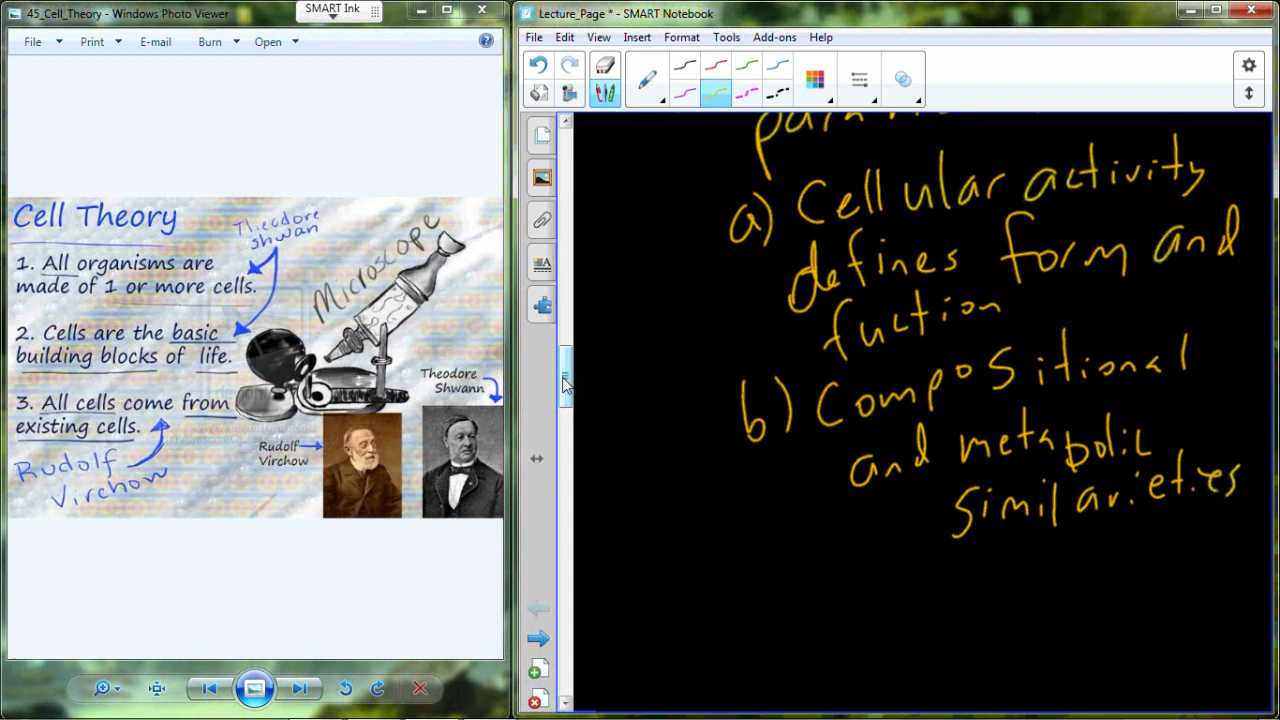 45_Cell_Theory - Windows Photo Viewer
SMART Ink
File Print E-mail Burn Open
Cell Theory
Theodore
shwan
1. All organisms are
made of 1 or more cells.
Microscope
2. Cells are the basic
building blocks of life.
3. All cells come from
existing cells.
Rudolf
Virchow
Theodore
Shwann
Rudolf
Virchow
Lecture_Page * - SMART Notebook
File Edit View Insert Format Tools Add-ons Help
a) Cellular activity
defines form and
fuction
b) Compositional
and metabolic
similarieties